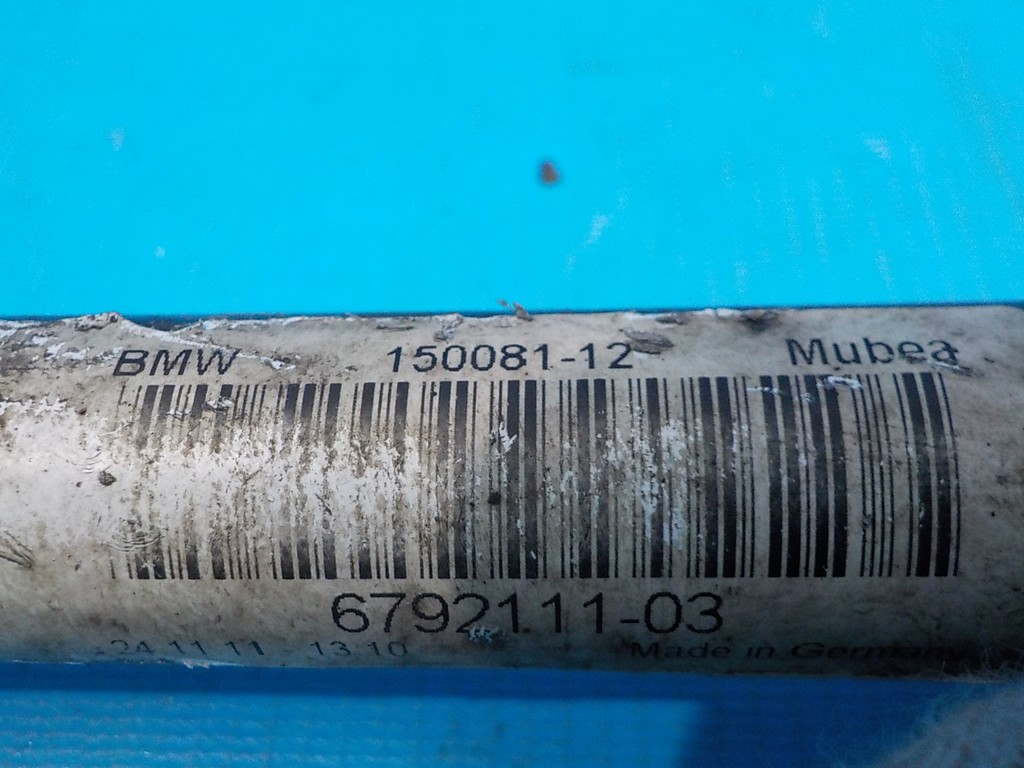 BMW 150081-12 Mubea
6792111-03
24.11.11 - 13:10 Made in Germany